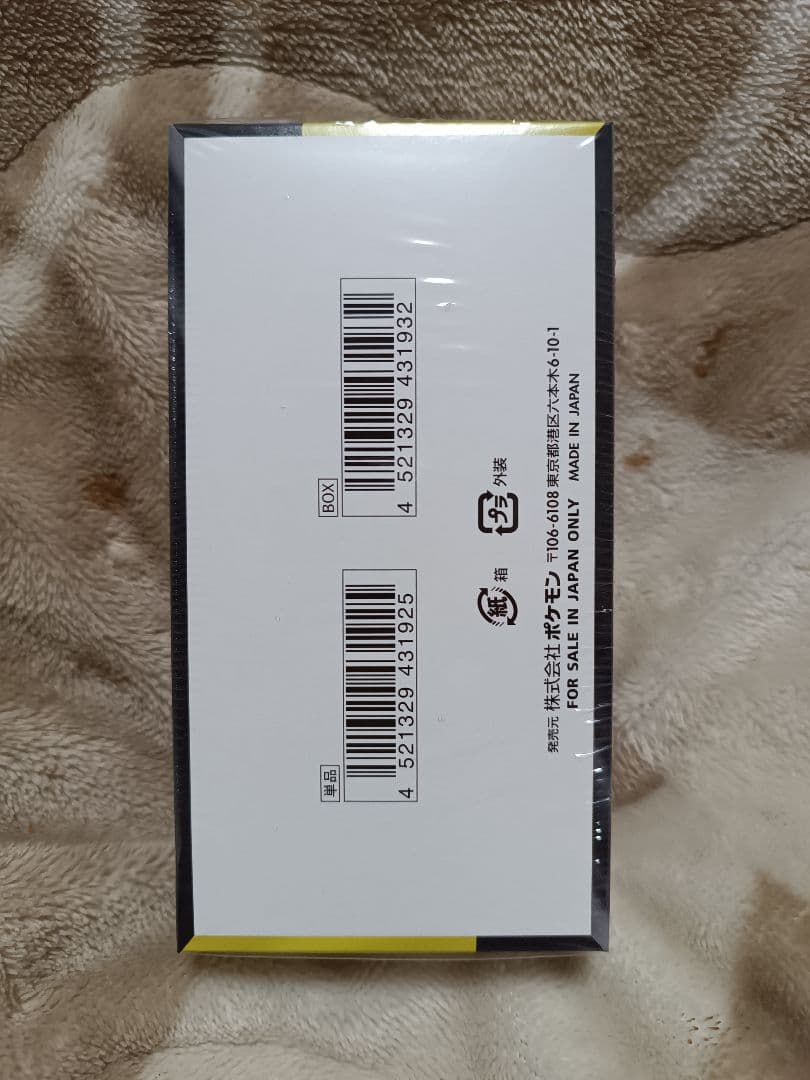 単品
4 521329 431925
BOX
4 521329 431932
紙 箱
プラ 外装
発売元 株式会社ポケモン 〒106-6108 東京都港区六本木6-10-1
FOR SALE IN JAPAN ONLY MADE IN JAPAN